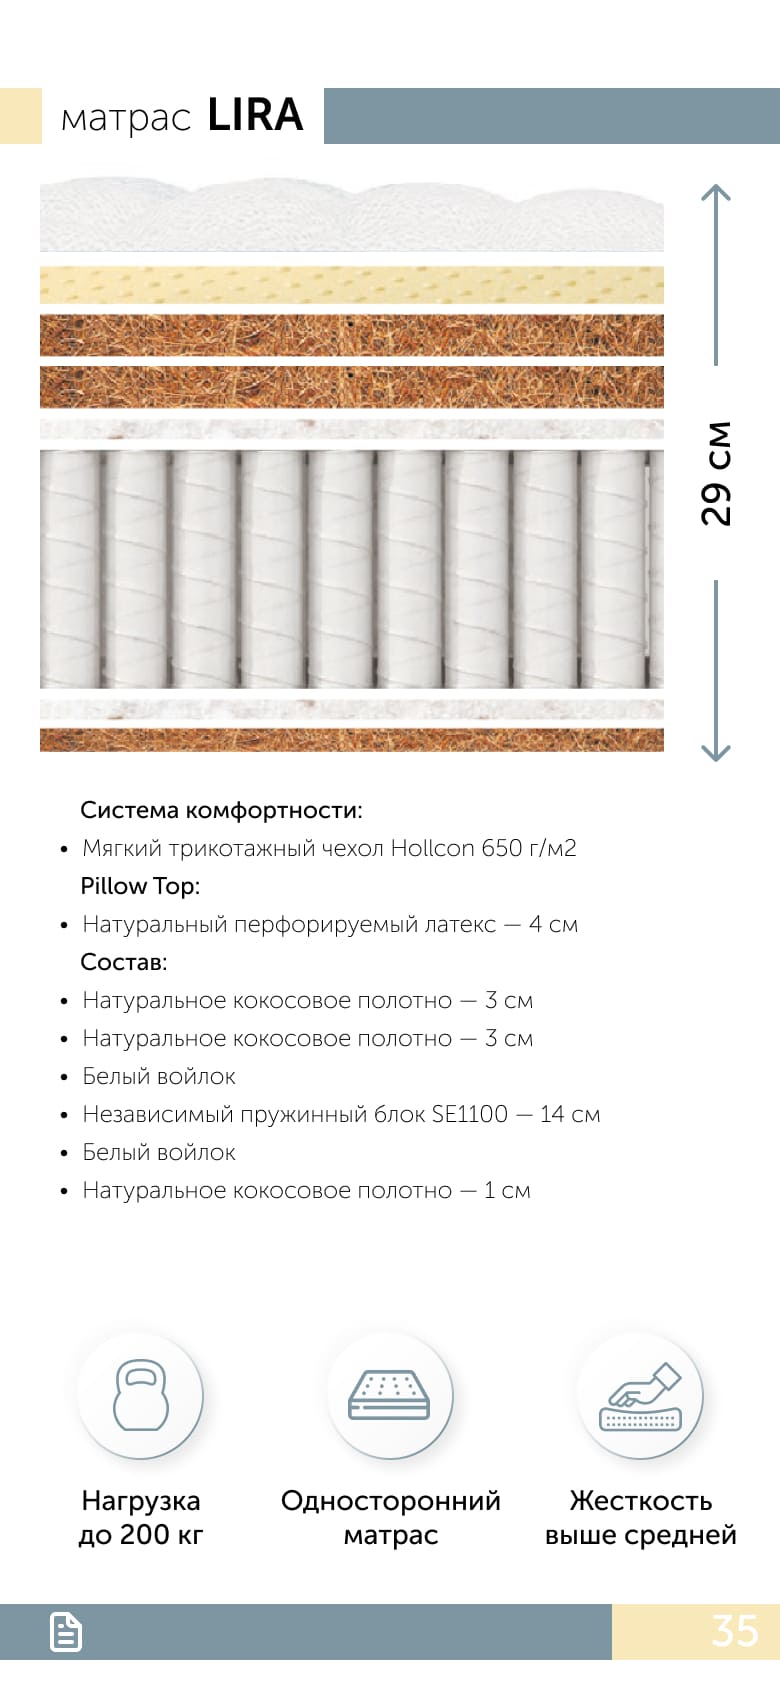 матрас LIRA
29 см
Система комфортности:
• Мягкий трикотажный чехол Hollcon 650 г/м2
Pillow Top:
• Натуральный перфорируемый латекс — 4 см
Состав:
• Натуральное кокосовое полотно — 3 см
• Натуральное кокосовое полотно — 3 см
• Белый войлок
• Независимый пружинный блок SE1100 — 14 см
• Белый войлок
• Натуральное кокосовое полотно — 1 см
Нагрузка
до 200 кг
Односторонний
матрас
Жесткость
выше средней
35